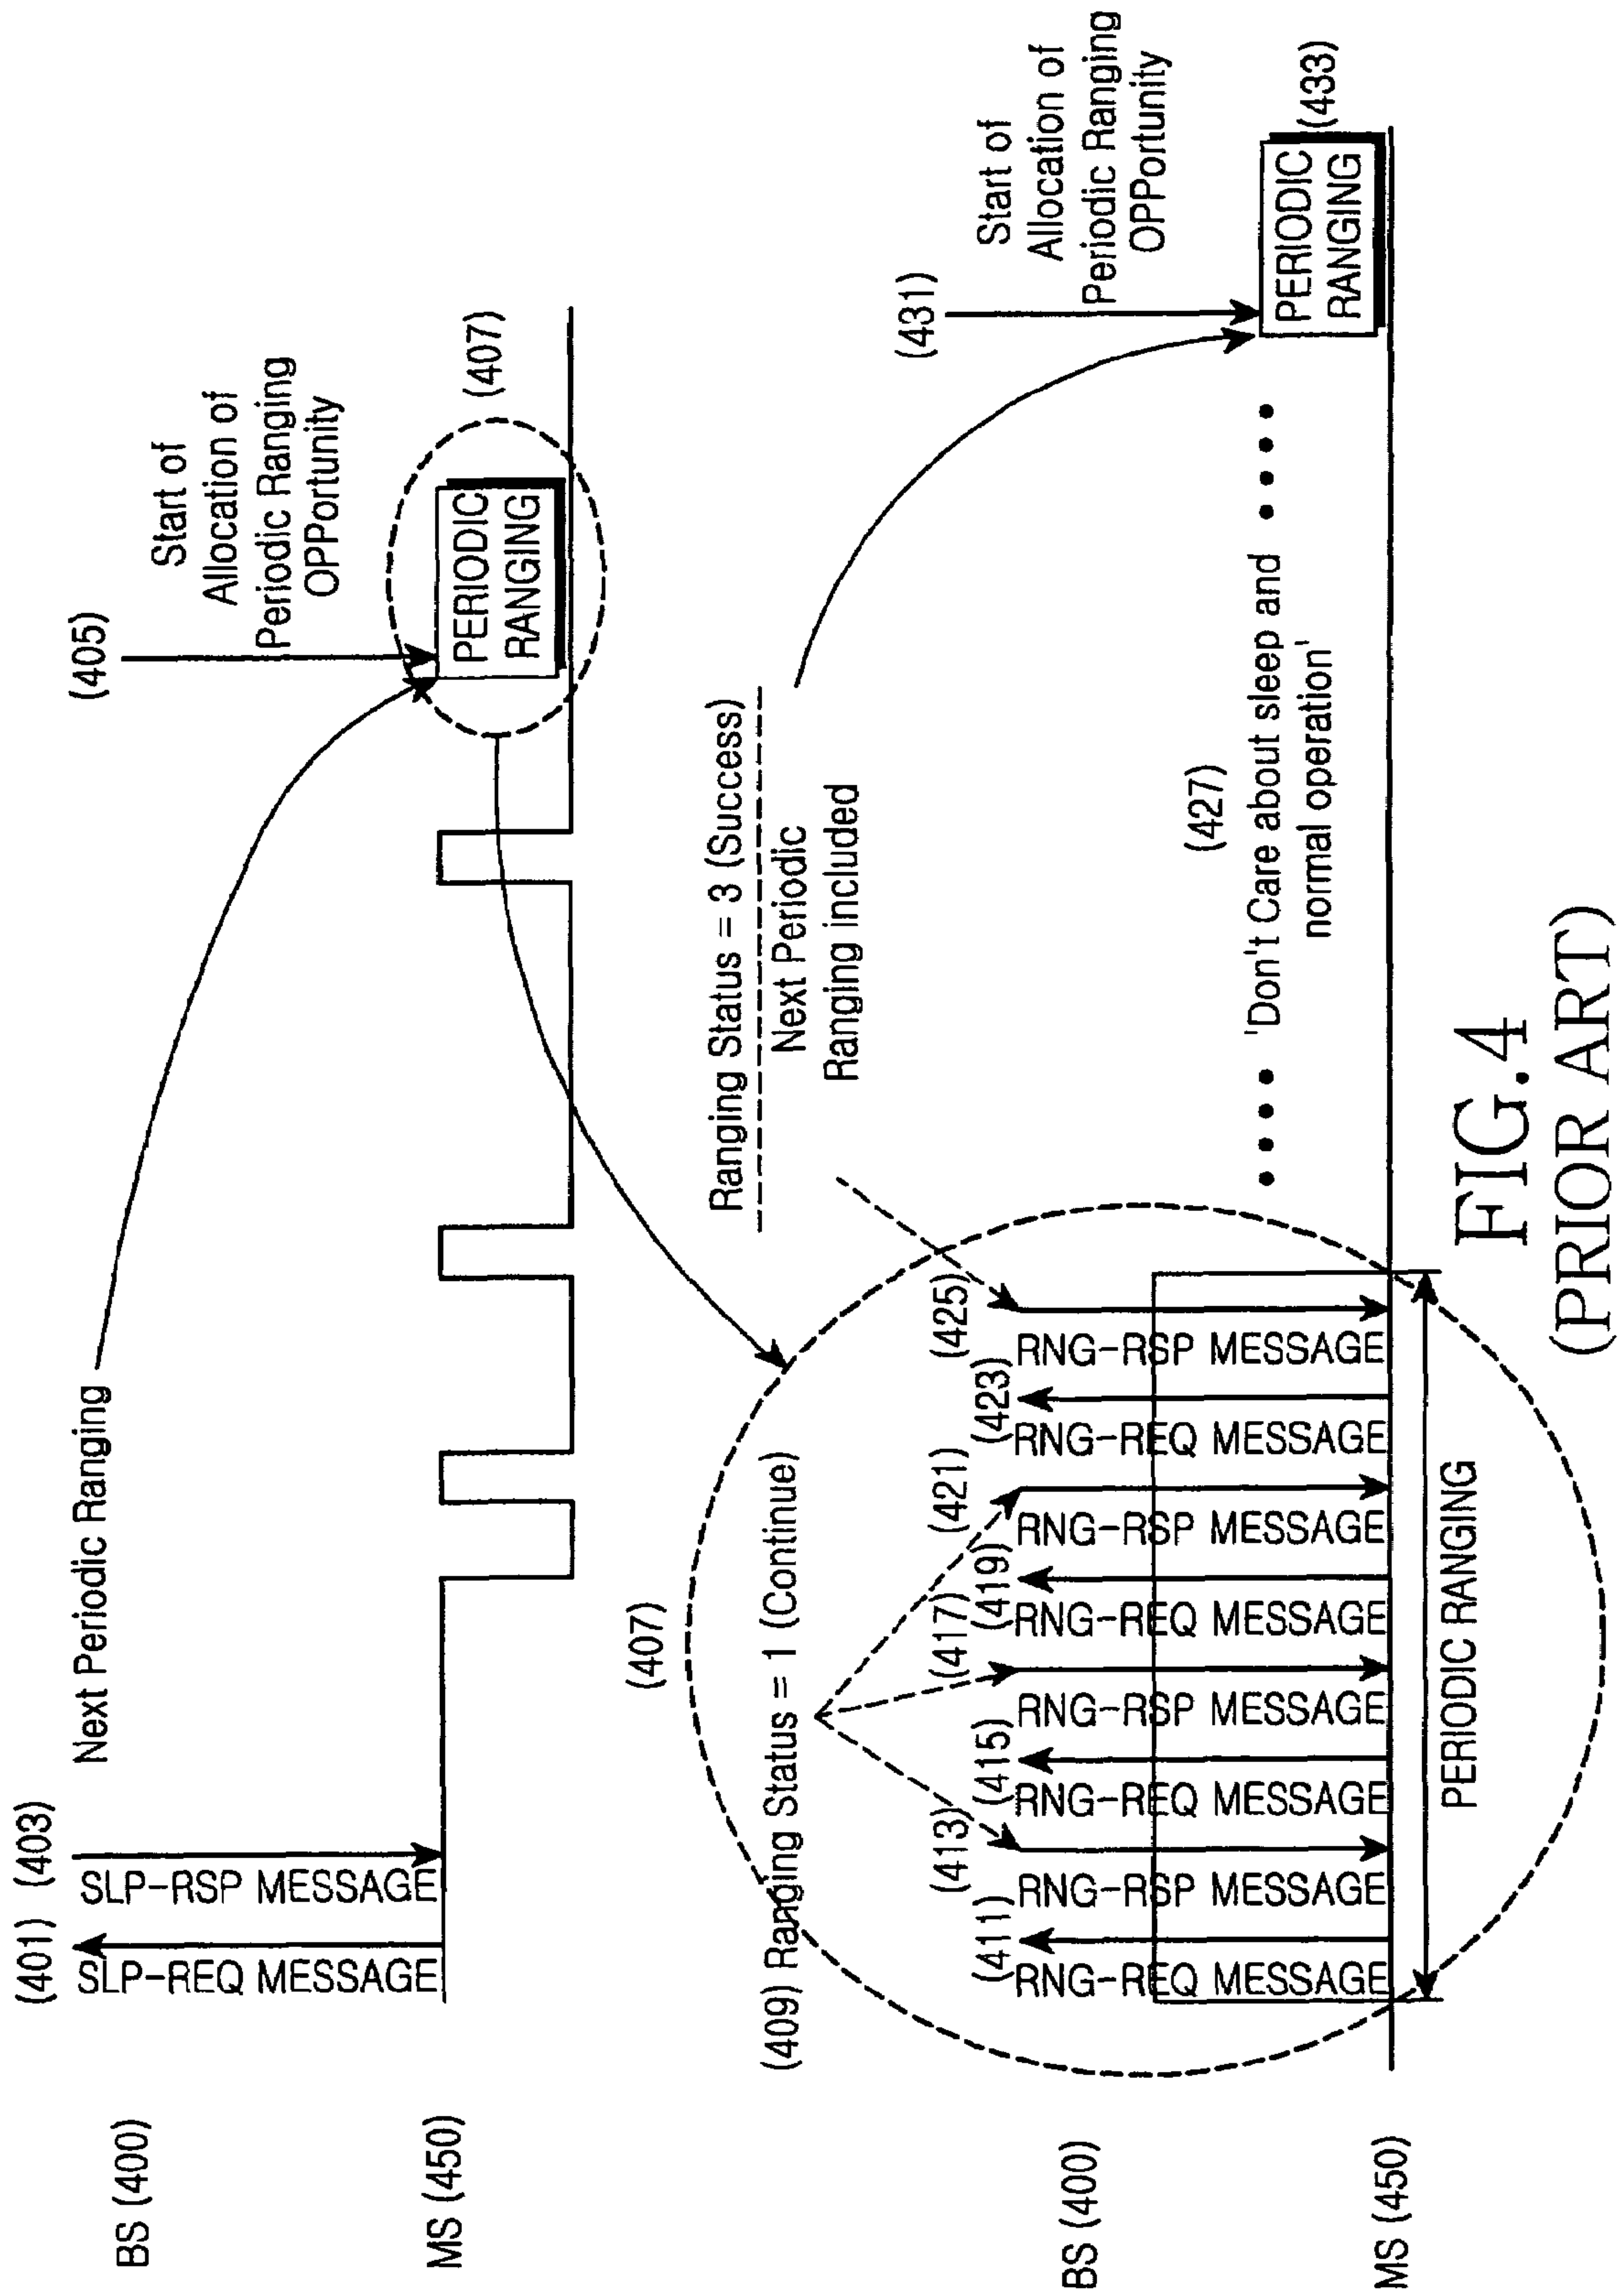 BS (400)
MS (450)
(401)
(403)
SLP-REQ MESSAGE
SLP-RSP MESSAGE
Next Periodic Ranging
(405)
Start of
Allocation of
Periodic Ranging
OPPortunity
PERIODIC
RANGING
(407)
BS (400)
MS (450)
(407)
(409) Ranging Status = 1 (Continue)
(411)
RNG-REQ MESSAGE
(413)
RNG-RSP MESSAGE
(415)
RNG-REQ MESSAGE
(417)
RNG-RSP MESSAGE
(419)
RNG-REQ MESSAGE
(421)
RNG-RSP MESSAGE
(423)
RNG-REQ MESSAGE
(425)
RNG-RSP MESSAGE
PERIODIC RANGING
Ranging Status = 3 (Success)
Next Periodic
Ranging included
(427)
'Don't Care about sleep and
normal operation'
(431)
Start of
Allocation of
Periodic Ranging
OPPortunity
PERIODIC
RANGING
(433)
FIG.4
(PRIOR ART)